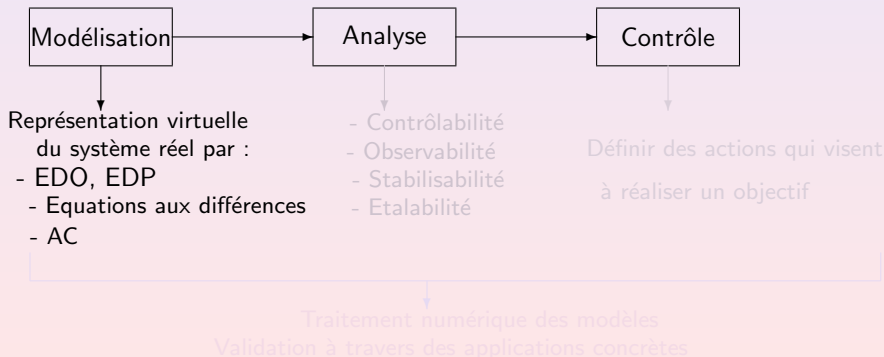 Modélisation
Analyse
Contrôle
Représentation virtuelle
du système réel par :
- EDO, EDP
- Equations aux différences
- AC
- Contrôlabilité
- Observabilité
- Stabilisabilité
- Etalabilité
Définir des actions qui visent
à réaliser un objectif
Traitement numérique des modèles
Validation à travers des applications concrètes